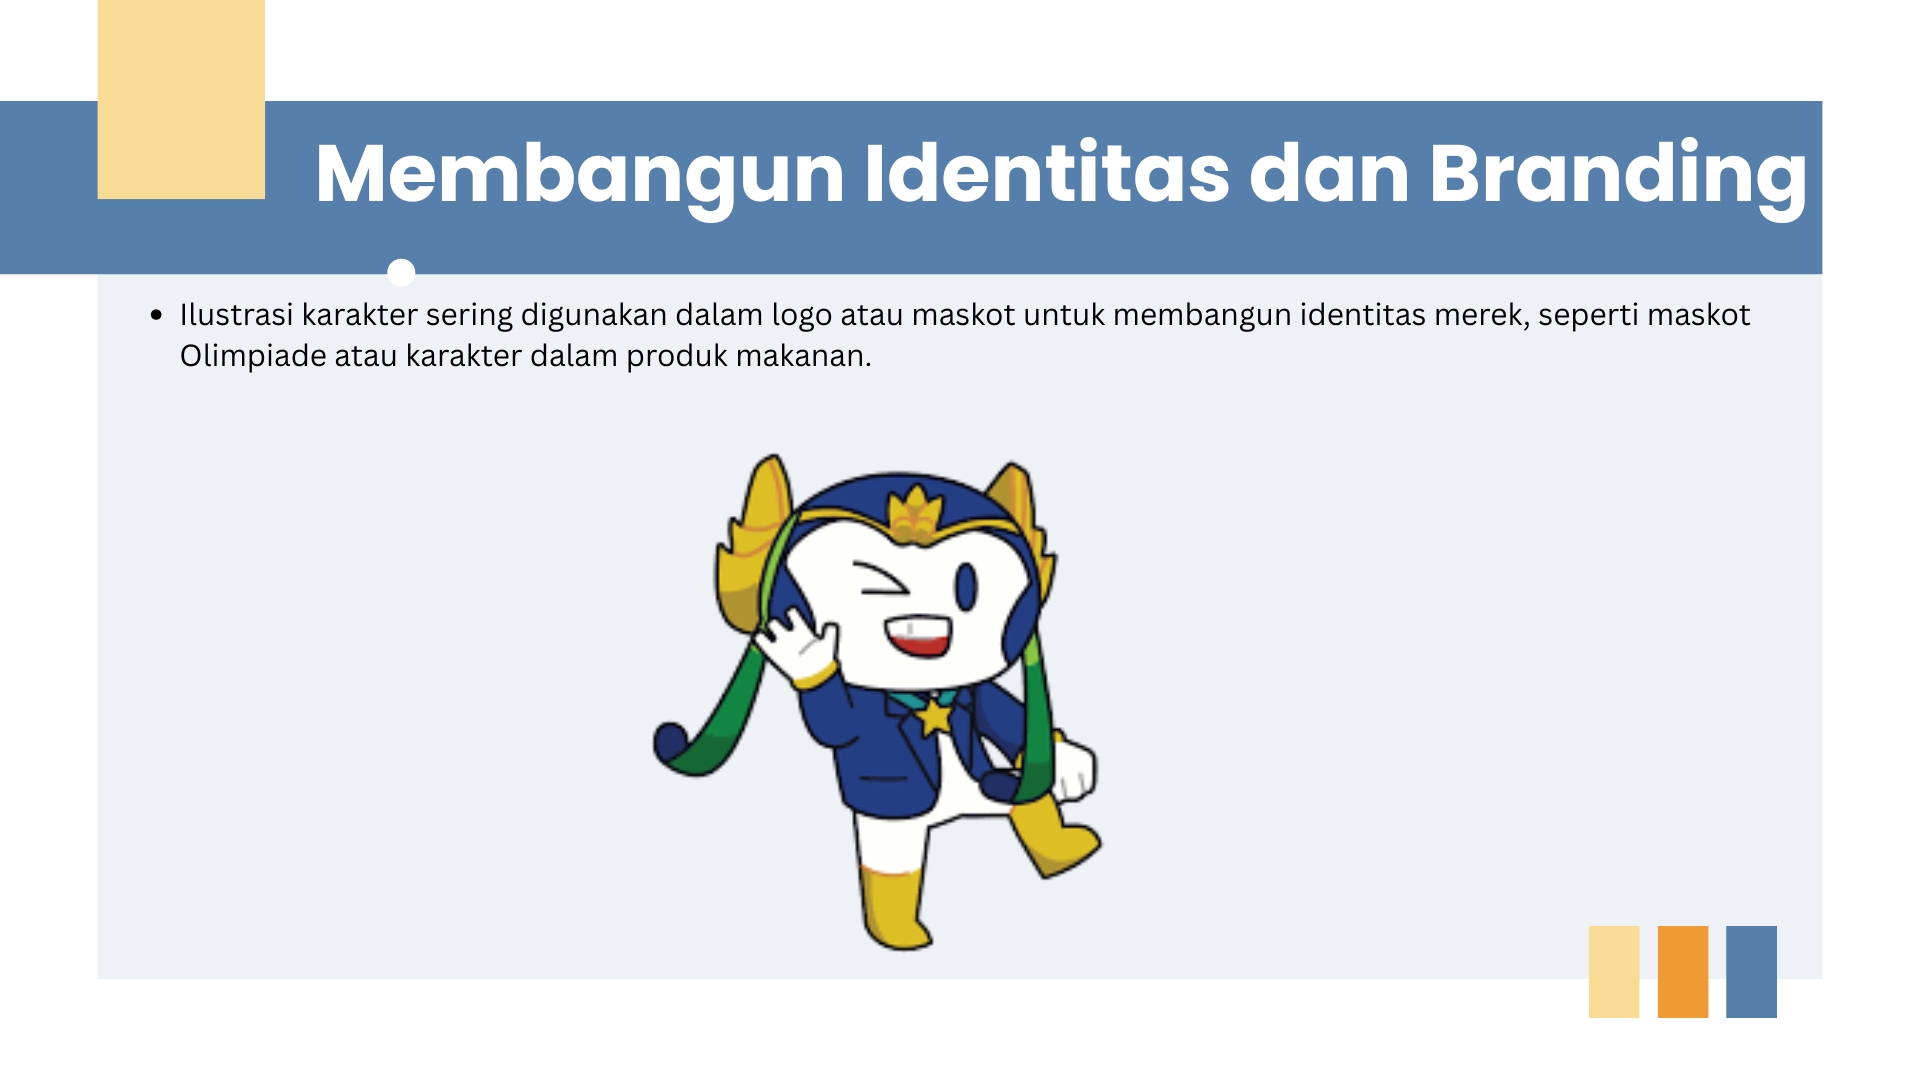 Membangun Identitas dan Branding
• Ilustrasi karakter sering digunakan dalam logo atau maskot untuk membangun identitas merek, seperti maskot
Olimpiade atau karakter dalam produk makanan.